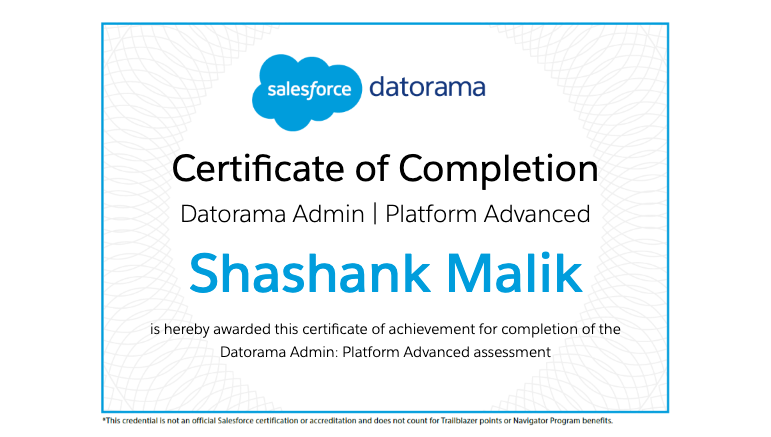 salesforce datorama
Certificate of Completion
Datorama Admin | Platform Advanced
Shashank Malik
is hereby awarded this certificate of achievement for completion of the
Datorama Admin: Platform Advanced assessment
*This credential is not an official Salesforce certification or accreditation and does not count for Trailblazer points or Navigator Program benefits.